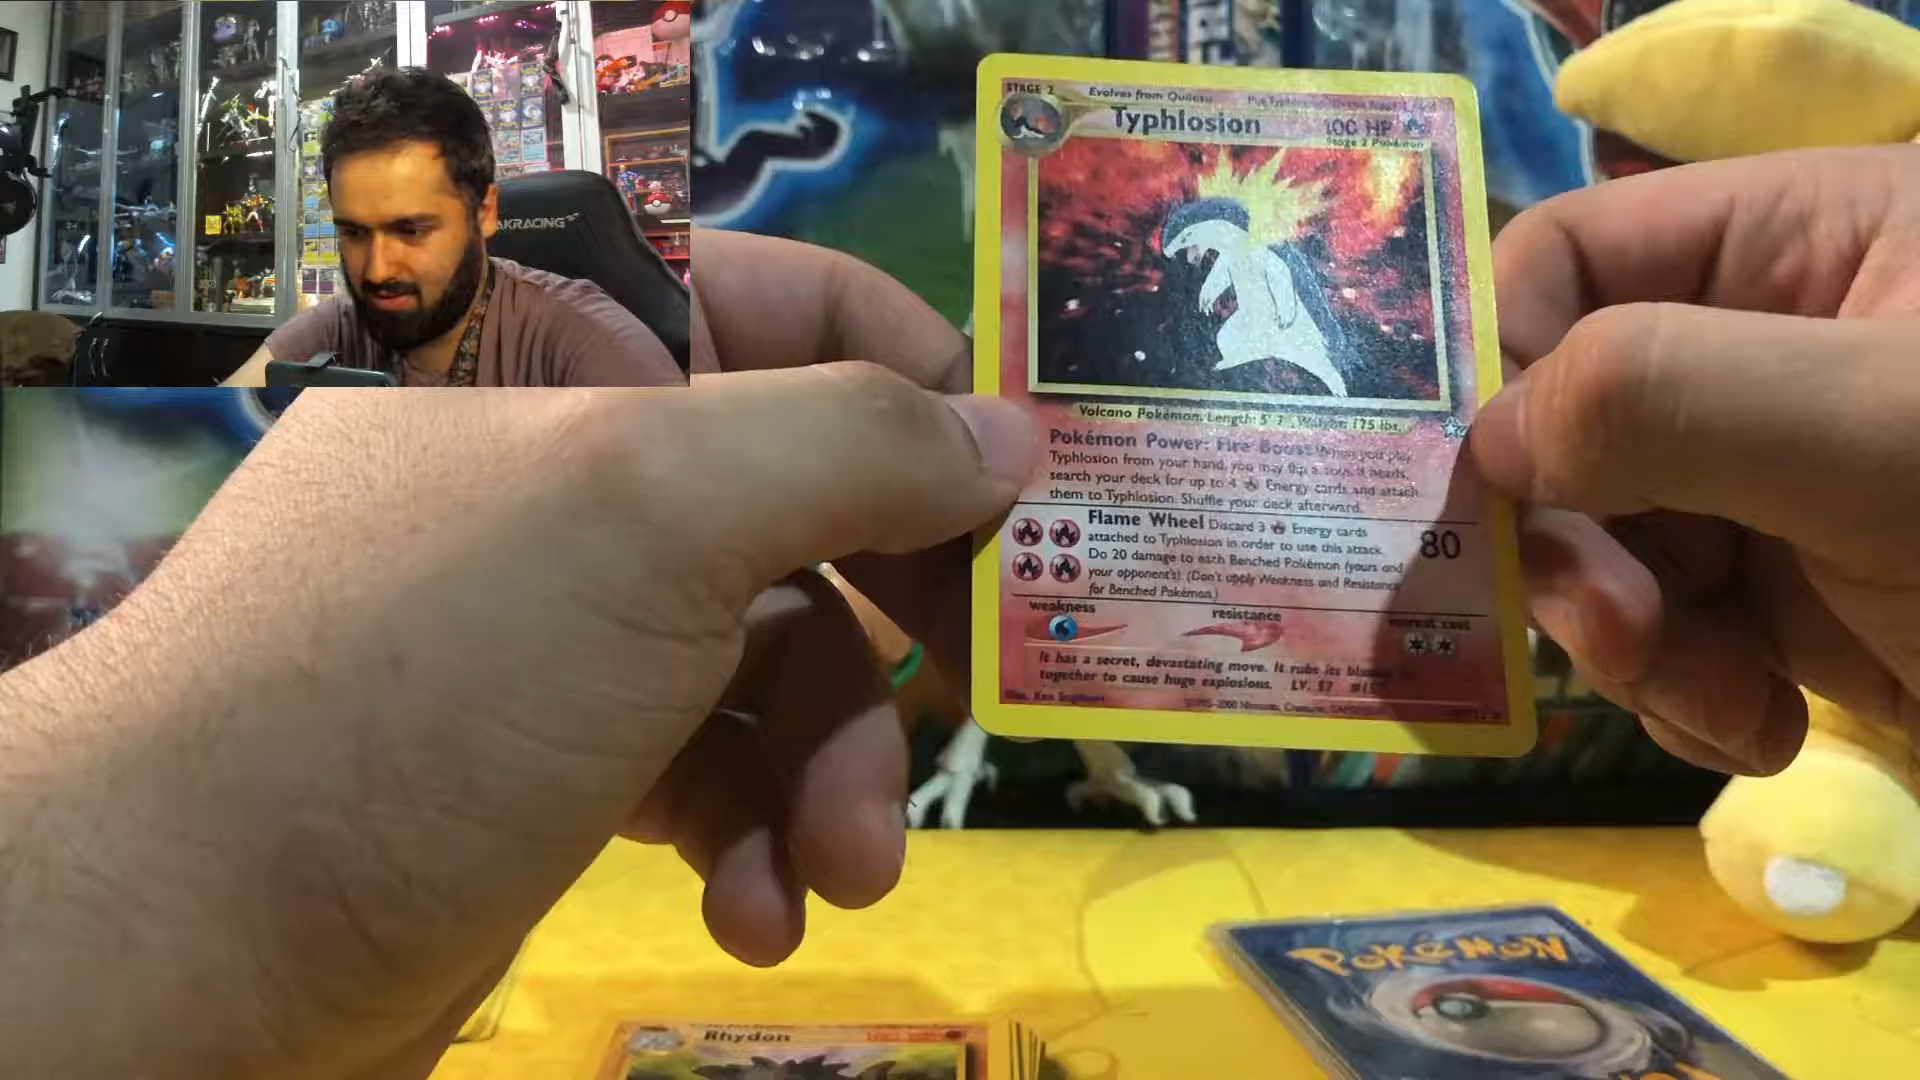 AKRACING
STAGE 2 Evolves from Quilava
Typhlosion 100 HP
Stage 2 Pokémon
Volcano Pokémon. Length: 5' 7", Weight: 175 lbs.
Pokémon Power: Fire Boost When you play
Typhlosion from your hand, you may flip a coin. If heads,
search your deck for up to 4 Energy cards and attach
them to Typhlosion. Shuffle your deck afterward.
Flame Wheel Discard 3 Energy cards
attached to Typhlosion in order to use this attack.
Do 20 damage to each Benched Pokémon (yours and
your opponent's). (Don't apply Weakness and Resistance
for Benched Pokémon.)
80
weakness resistance retreat cost
It has a secret, devastating move. It rubs its
together to cause huge explosions. LV. 57
Illus. Ken Sugimori
Rhydon
POKéMON